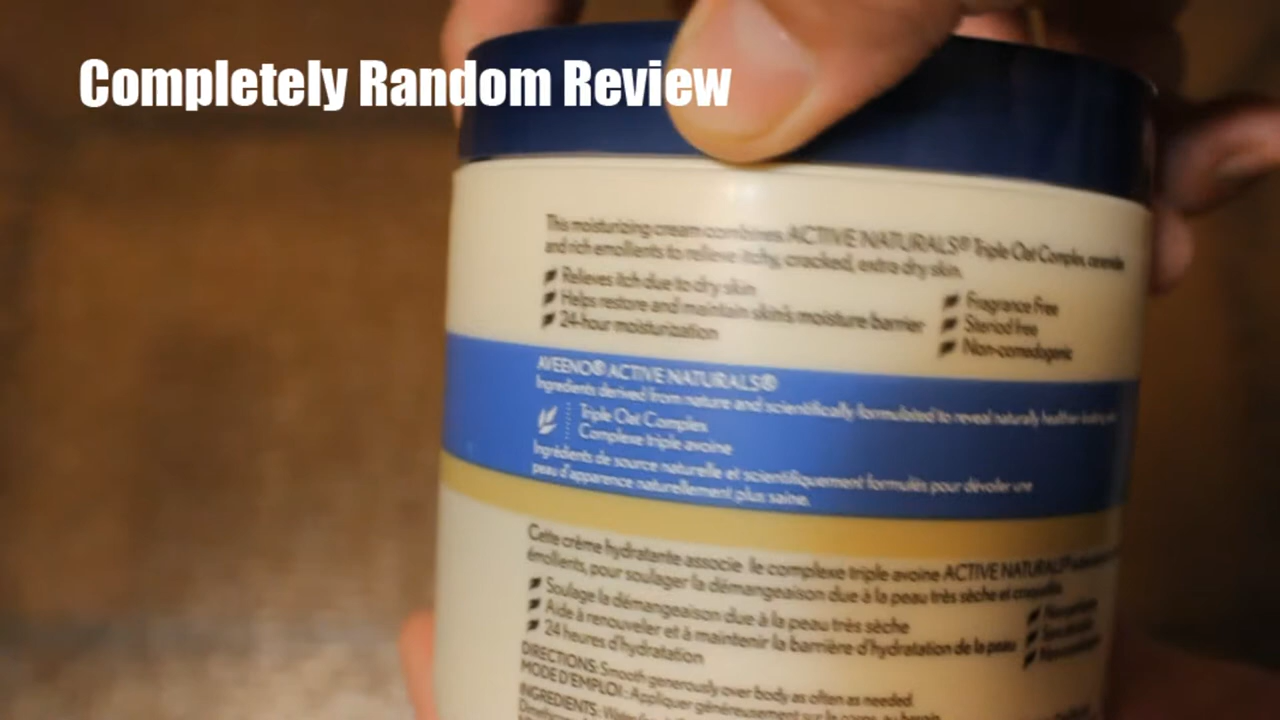 Completely Random Review
This moisturizing cream combines ACTIVE NATURALS® Triple Oat Complex, ceramide
and rich emollients to relieve itchy, cracked, extra dry skin.
Relieves itch due to dry skin
Helps restore and maintain skin's moisture barrier
24-hour moisturization
Fragrance Free
Steriod free
Non-comedogenic
AVEENO® ACTIVE NATURALS®
Ingredients derived from nature and scientifically formulated to reveal naturally healthier looking
Triple Oat Complex
Complexe triple avoine
Ingrédients de source naturelle et scientifiquement formulés pour dévoiler une
peau d'apparence naturellement plus saine.
Cette crème hydratante associe le complexe triple avoine ACTIVE NATURALS®
émollients, pour soulager la démangeaison due à la peau très sèche et craquelée.
Soulage la démangeaison due à la peau très sèche
Aide à renouveler et à maintenir la barrière d'hydratation de la peau
24 heures d'hydratation
DIRECTIONS: Smooth generously over body as often as needed.
MODE D'EMPLOI: Appliquer généreusement sur le corps, au besoin.
INGREDIENTS: Water